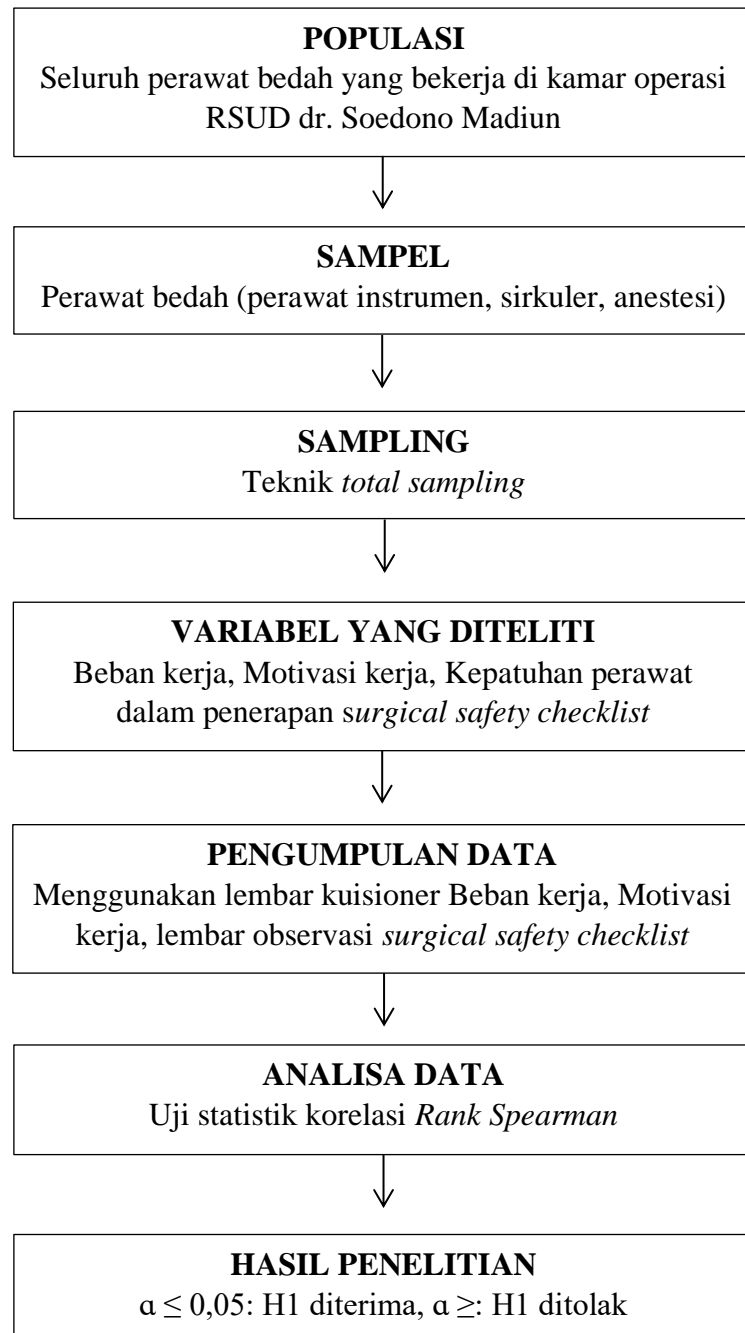 POPULASI
Seluruh perawat bedah yang bekerja di kamar operasi
RSUD dr. Soedono Madiun
SAMPEL
Perawat bedah (perawat instrumen, sirkuler, anestesi)
SAMPLING
Teknik total sampling
VARIABEL YANG DITELITI
Beban kerja, Motivasi kerja, Kepatuhan perawat
dalam penerapan surgical safety checklist
PENGUMPULAN DATA
Menggunakan lembar kuisioner Beban kerja, Motivasi
kerja, lembar observasi surgical safety checklist
ANALISA DATA
Uji statistik korelasi Rank Spearman
HASIL PENELITIAN
ɑ ≤ 0,05: H1 diterima, ɑ ≥: H1 ditolak